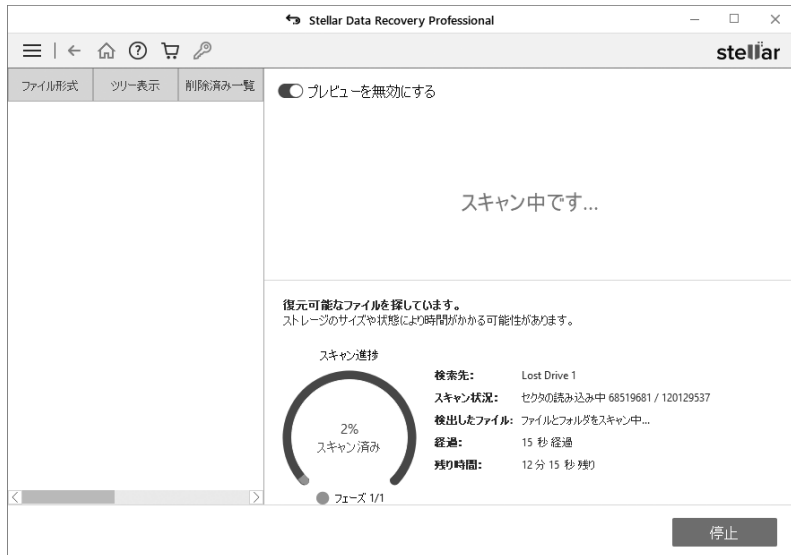 Stellar Data Recovery Professional
stellar
ファイル形式 ツリー表示 削除済み一覧
プレビューを無効にする
スキャン中です...
復元可能なファイルを探しています。
ストレージのサイズや状態により時間がかかる可能性があります。
スキャン進捗
2%
スキャン済み
フェーズ 1/1
検索先: Lost Drive 1
スキャン状況: セクタの読み込み中 68519681 / 120129537
検出したファイル: ファイルとフォルダをスキャン中...
経過: 15 秒 経過
残り時間: 12 分 15 秒 残り
停止